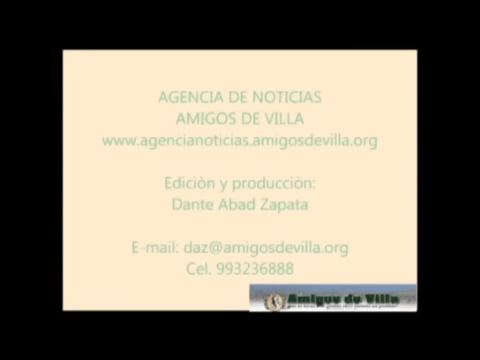 AGENCIA DE NOTICIAS
AMIGOS DE VILLA
www.agencianoticias.amigosdevilla.org
Ediciòn y producciòn:
Dante Abad Zapata
E-mail: daz@amigosdevilla.org
Cel. 993236888
Amigos de Villa